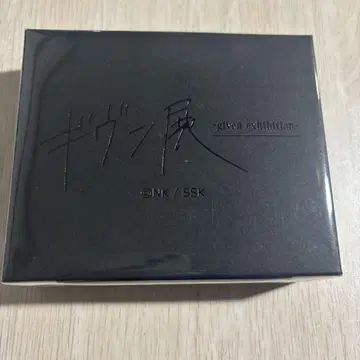 ギヴン展
-given exhibition-
©NK / SSK